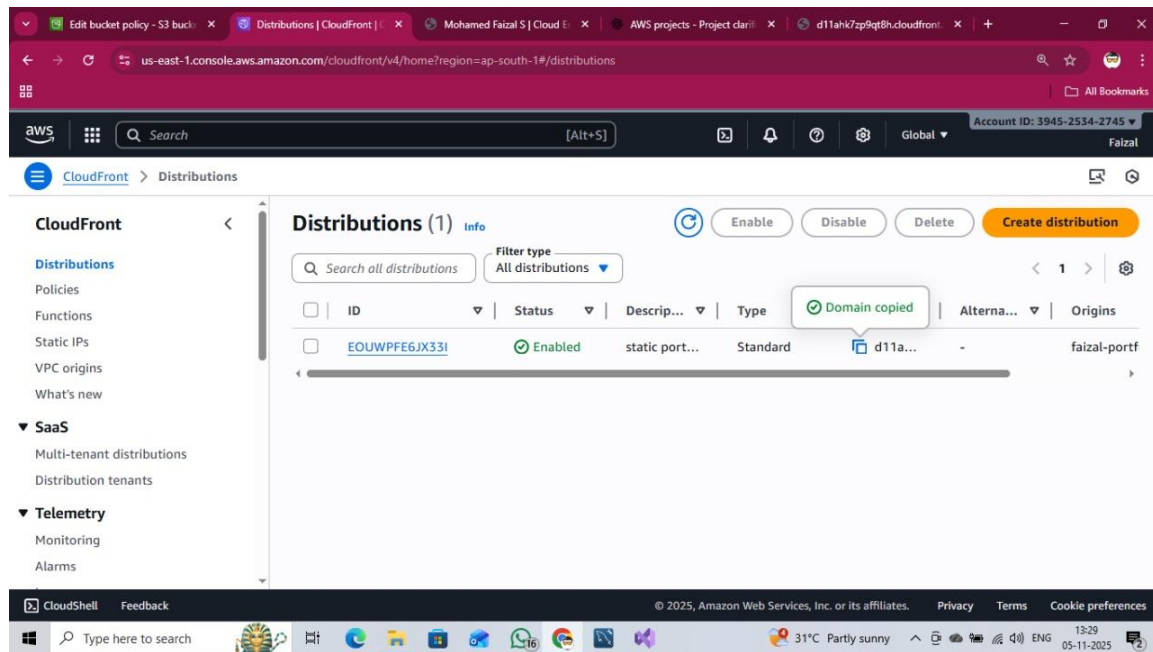 Edit bucket policy - S3 bucke
Distributions | CloudFront |
Mohamed Faizal S | Cloud E
AWS projects - Project clarif
d11ahk7zp9qt8h.cloudfront.
us-east-1.console.aws.amazon.com/cloudfront/v4/home?region=ap-south-1#/distributions
All Bookmarks
aws
Search
[Alt+S]
Global
Account ID: 3945-2534-2745
Faizal
CloudFront > Distributions
CloudFront
Distributions
Policies
Functions
Static IPs
VPC origins
What's new
SaaS
Multi-tenant distributions
Distribution tenants
Telemetry
Monitoring
Alarms
Distributions (1) Info
Enable
Disable
Delete
Create distribution
Search all distributions
Filter type
All distributions
1
ID
Status
Descrip...
Type
Domain copied
Alterna...
Origins
EOUWPFE6JX33I
Enabled
static port...
Standard
d11a...
-
faizal-portf
CloudShell Feedback
© 2025, Amazon Web Services, Inc. or its affiliates. Privacy Terms Cookie preferences
Type here to search
16
31°C Partly sunny
ENG
13:29
05-11-2025
2